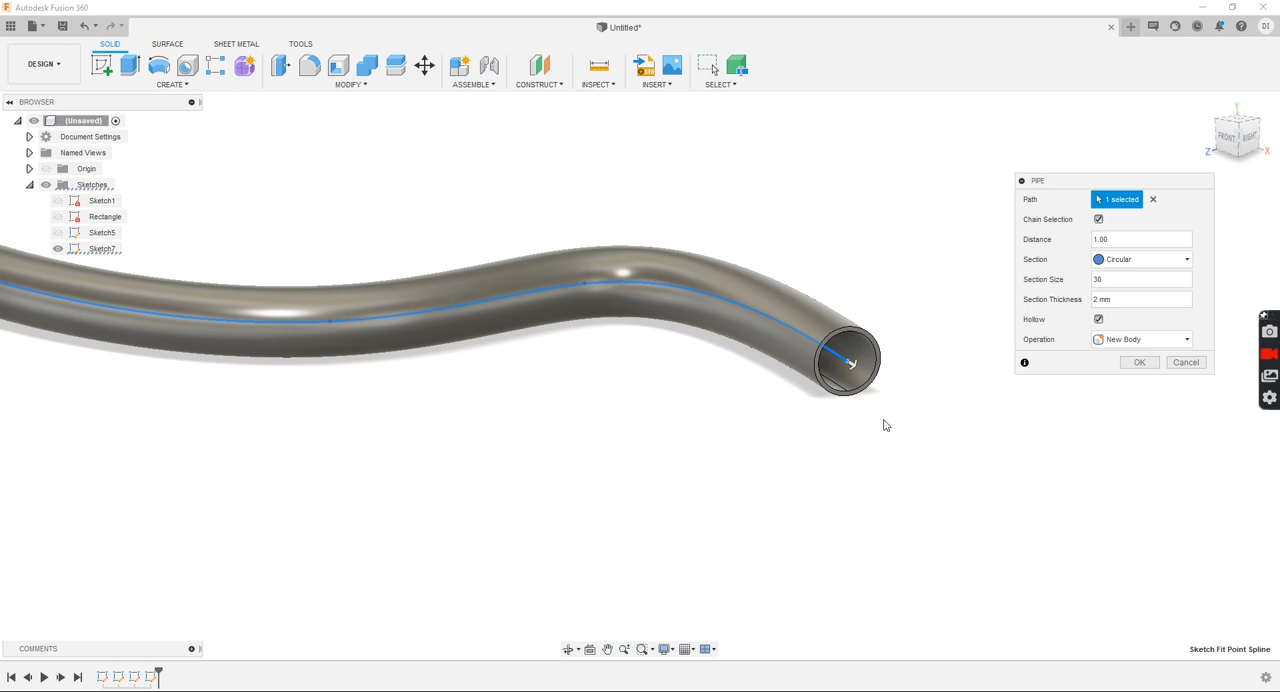 Autodesk Fusion 360
Untitled*
DI
DESIGN
SOLID
SURFACE
SHEET METAL
TOOLS
CREATE
MODIFY
ASSEMBLE
CONSTRUCT
INSPECT
INSERT
SELECT
BROWSER
(Unsaved)
Document Settings
Named Views
Origin
Sketches
Sketch1
Rectangle
Sketch5
Sketch7
Y
FRONT
RIGHT
Z
X
PIPE
Path
1 selected
Chain Selection
Distance
1.00
Section
Circular
Section Size
30
Section Thickness
2 mm
Hollow
Operation
New Body
OK
Cancel
COMMENTS
Sketch Fit Point Spline